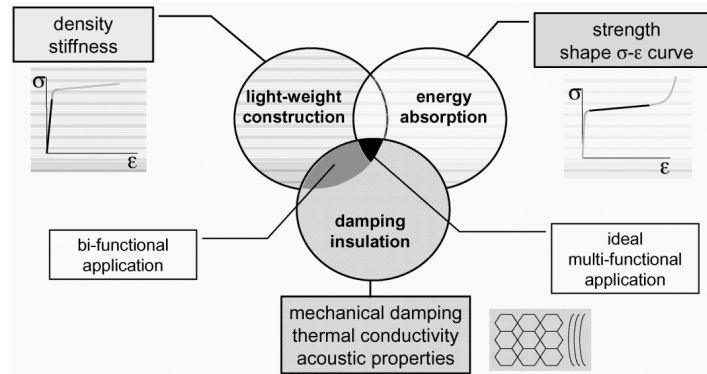 density
stiffness
strength
shape σ-ε curve
σ
ε
σ
ε
light-weight
construction
energy
absorption
damping
insulation
bi-functional
application
ideal
multi-functional
application
mechanical damping
thermal conductivity
acoustic properties